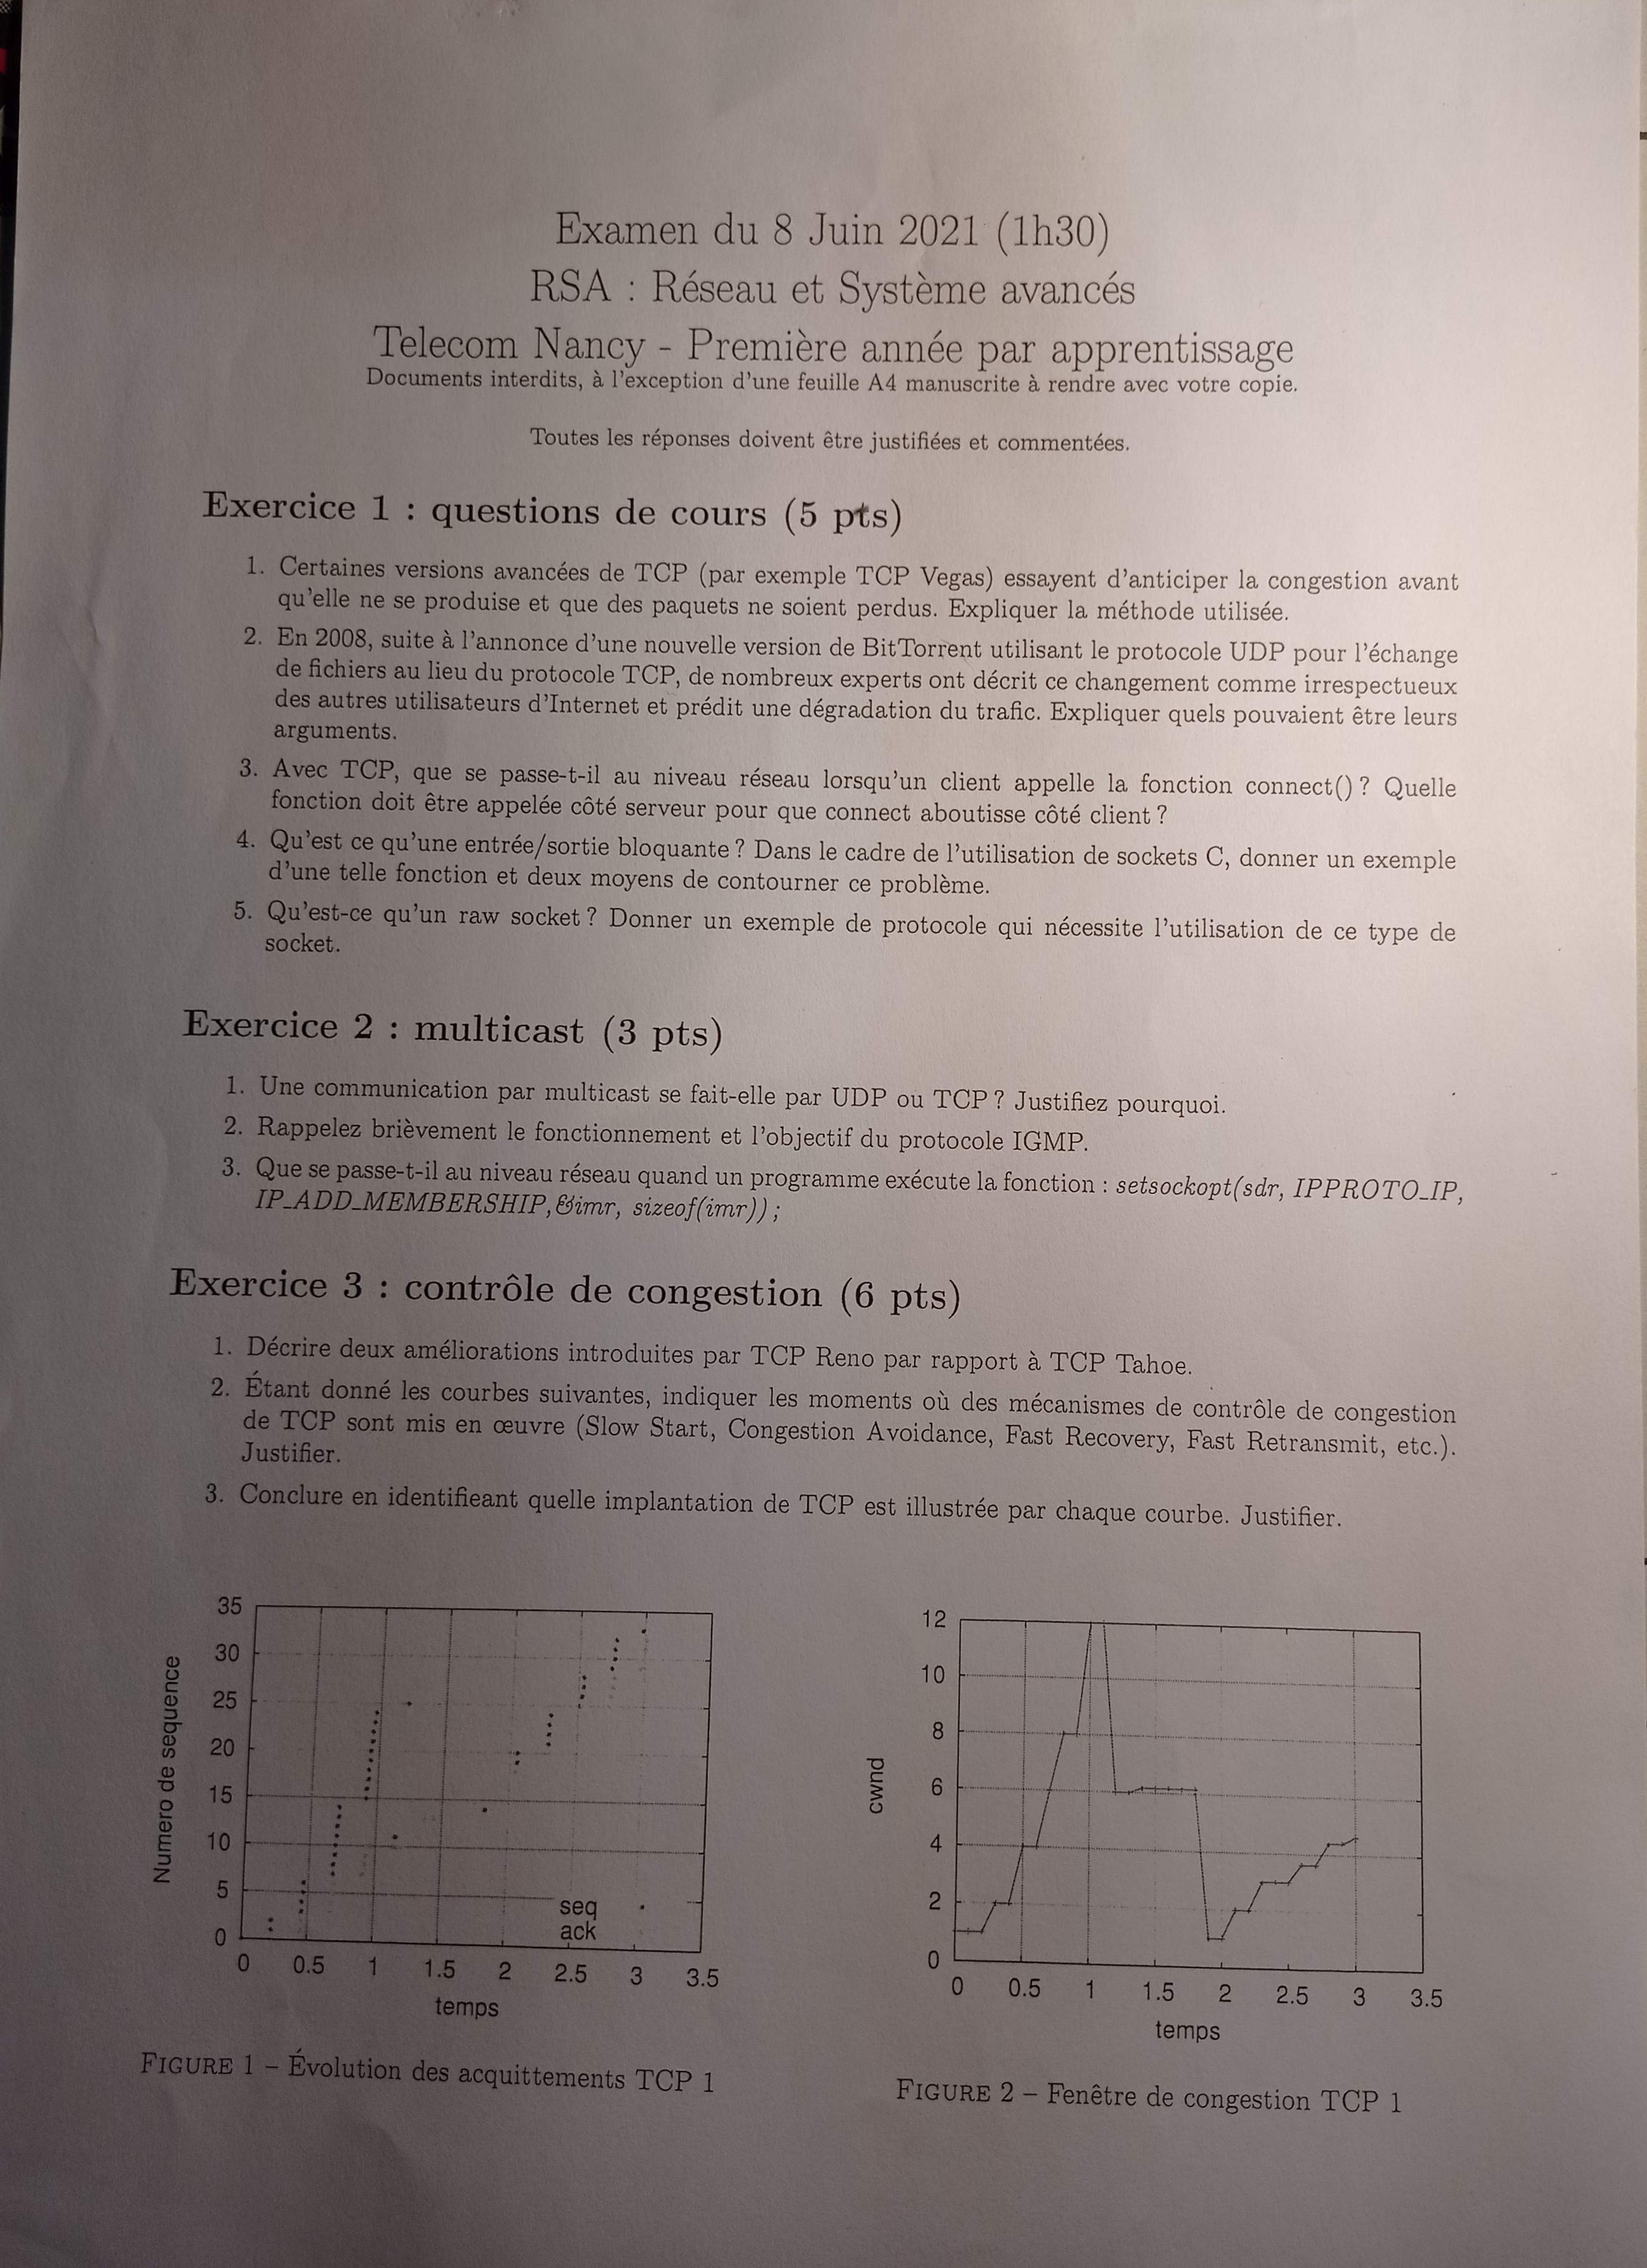 Examen du 8 Juin 2021 (1h30)
RSA : Réseau et Système avancés
Telecom Nancy - Première année par apprentissage
Documents interdits, à l'exception d'une feuille A4 manuscrite à rendre avec votre copie.
Toutes les réponses doivent être justifiées et commentées.
Exercice 1 : questions de cours (5 pts)
1. Certaines versions avancées de TCP (par exemple TCP Vegas) essayent d'anticiper la congestion avant
qu'elle ne se produise et que des paquets ne soient perdus. Expliquer la méthode utilisée.
2. En 2008, suite à l'annonce d'une nouvelle version de BitTorrent utilisant le protocole UDP pour l'échange
de fichiers au lieu du protocole TCP, de nombreux experts ont décrit ce changement comme irrespectueux
des autres utilisateurs d'Internet et prédit une dégradation du trafic. Expliquer quels pouvaient être leurs
arguments.
3. Avec TCP, que se passe-t-il au niveau réseau lorsqu'un client appelle la fonction connect() ? Quelle
fonction doit être appelée côté serveur pour que connect aboutisse côté client ?
4. Qu'est ce qu'une entrée/sortie bloquante ? Dans le cadre de l'utilisation de sockets C, donner un exemple
d'une telle fonction et deux moyens de contourner ce problème.
5. Qu'est-ce qu'un raw socket ? Donner un exemple de protocole qui nécessite l'utilisation de ce type de
socket.
Exercice 2 : multicast (3 pts)
1. Une communication par multicast se fait-elle par UDP ou TCP ? Justifiez pourquoi.
2. Rappelez brièvement le fonctionnement et l'objectif du protocole IGMP.
3. Que se passe-t-il au niveau réseau quand un programme exécute la fonction : setsockopt(sdr, IPPROTO_IP,
IP_ADD_MEMBERSHIP,&imr, sizeof(imr)) ;
Exercice 3 : contrôle de congestion (6 pts)
1. Décrire deux améliorations introduites par TCP Reno par rapport à TCP Tahoe.
2. Étant donné les courbes suivantes, indiquer les moments où des mécanismes de contrôle de congestion
de TCP sont mis en œuvre (Slow Start, Congestion Avoidance, Fast Recovery, Fast Retransmit, etc.).
Justifier.
3. Conclure en identifieant quelle implantation de TCP est illustrée par chaque courbe. Justifier.
35
30
25
20
15
10
5
0
Numero de sequence
seq
ack
0 0.5 1 1.5 2 2.5 3 3.5
temps
FIGURE 1 – Évolution des acquittements TCP 1
12
10
8
6
4
2
0
cwnd
0 0.5 1 1.5 2 2.5 3 3.5
temps
FIGURE 2 – Fenêtre de congestion TCP 1